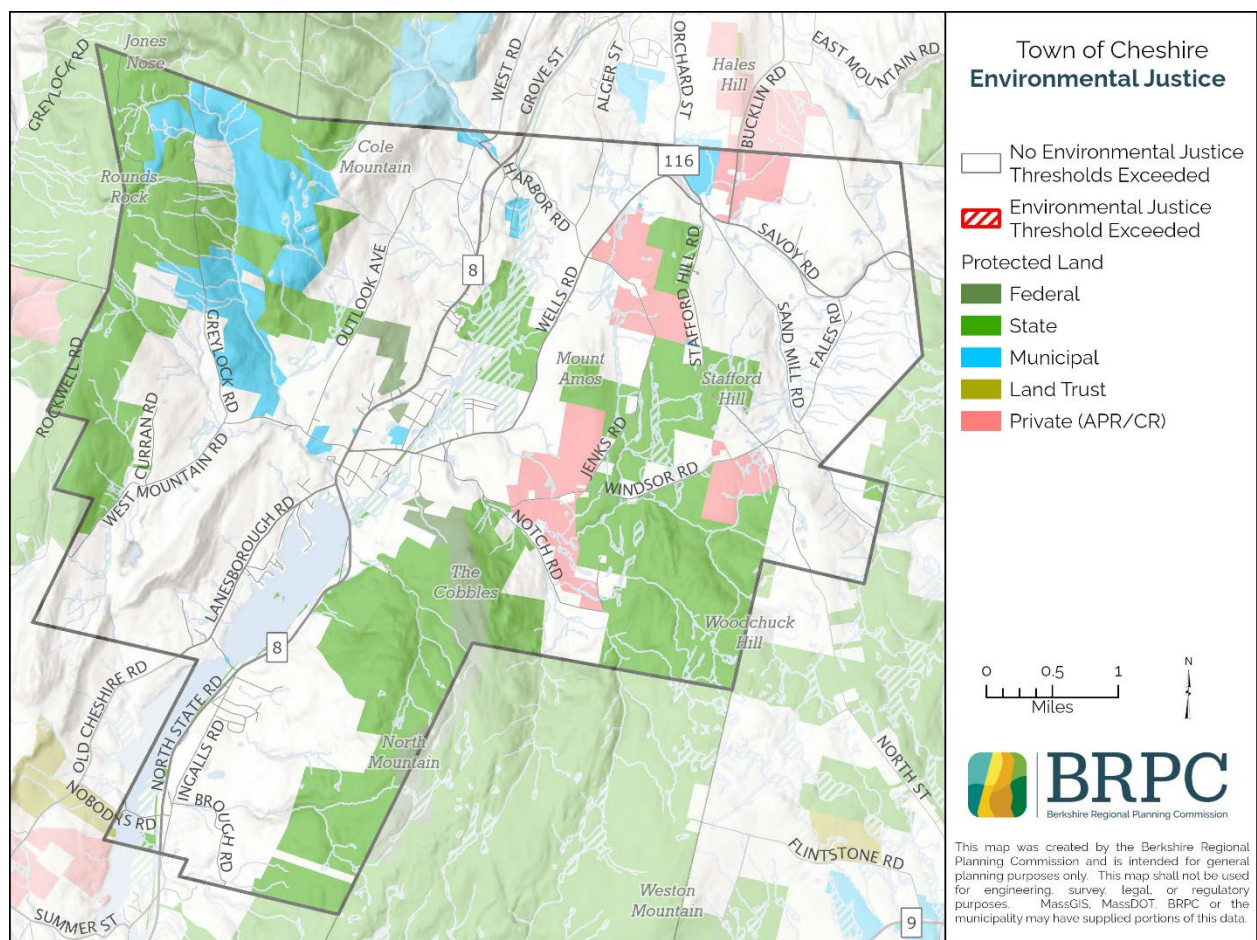 Town of Cheshire
Environmental Justice
No Environmental Justice
Thresholds Exceeded
Environmental Justice
Threshold Exceeded
Protected Land
Federal
State
Municipal
Land Trust
Private (APR/CR)
0 0.5 1
Miles
N
BRPC
Berkshire Regional Planning Commission
This map was created by the Berkshire Regional
Planning Commission and is intended for general
planning purposes only. This map shall not be used
for engineering, survey, legal, or regulatory
purposes. MassGIS, MassDOT, BRPC or the
municipality may have supplied portions of this data.
GREYLOCK RD
Jones
Nose
WEST RD
GROVE ST
ALGER ST
ORCHARD ST
Hales
Hill
BUCKLIN RD
EAST MOUNTAIN RD
Cole
Mountain
Rounds
Rock
116
HARBOR RD
8
OUTLOOK AVE
WELLS RD
STAFFORD HILL RD
SAVOY RD
SAND MILL RD
FALES RD
GREYLOCK RD
ROCKWELL RD
CURRAN RD
WEST MOUNTAIN RD
Mount
Amos
Stafford
Hill
JENKS RD
WINDSOR RD
NOTCH RD
LANESBOROUGH RD
The
Cobbles
Woodchuck
Hill
8
OLD CHESHIRE RD
NORTH STATE RD
INGALLS RD
North
Mountain
NORTH ST
NOBODYS RD
BROUGH RD
FLINTSTONE RD
Weston
Mountain
SUMMER ST
9